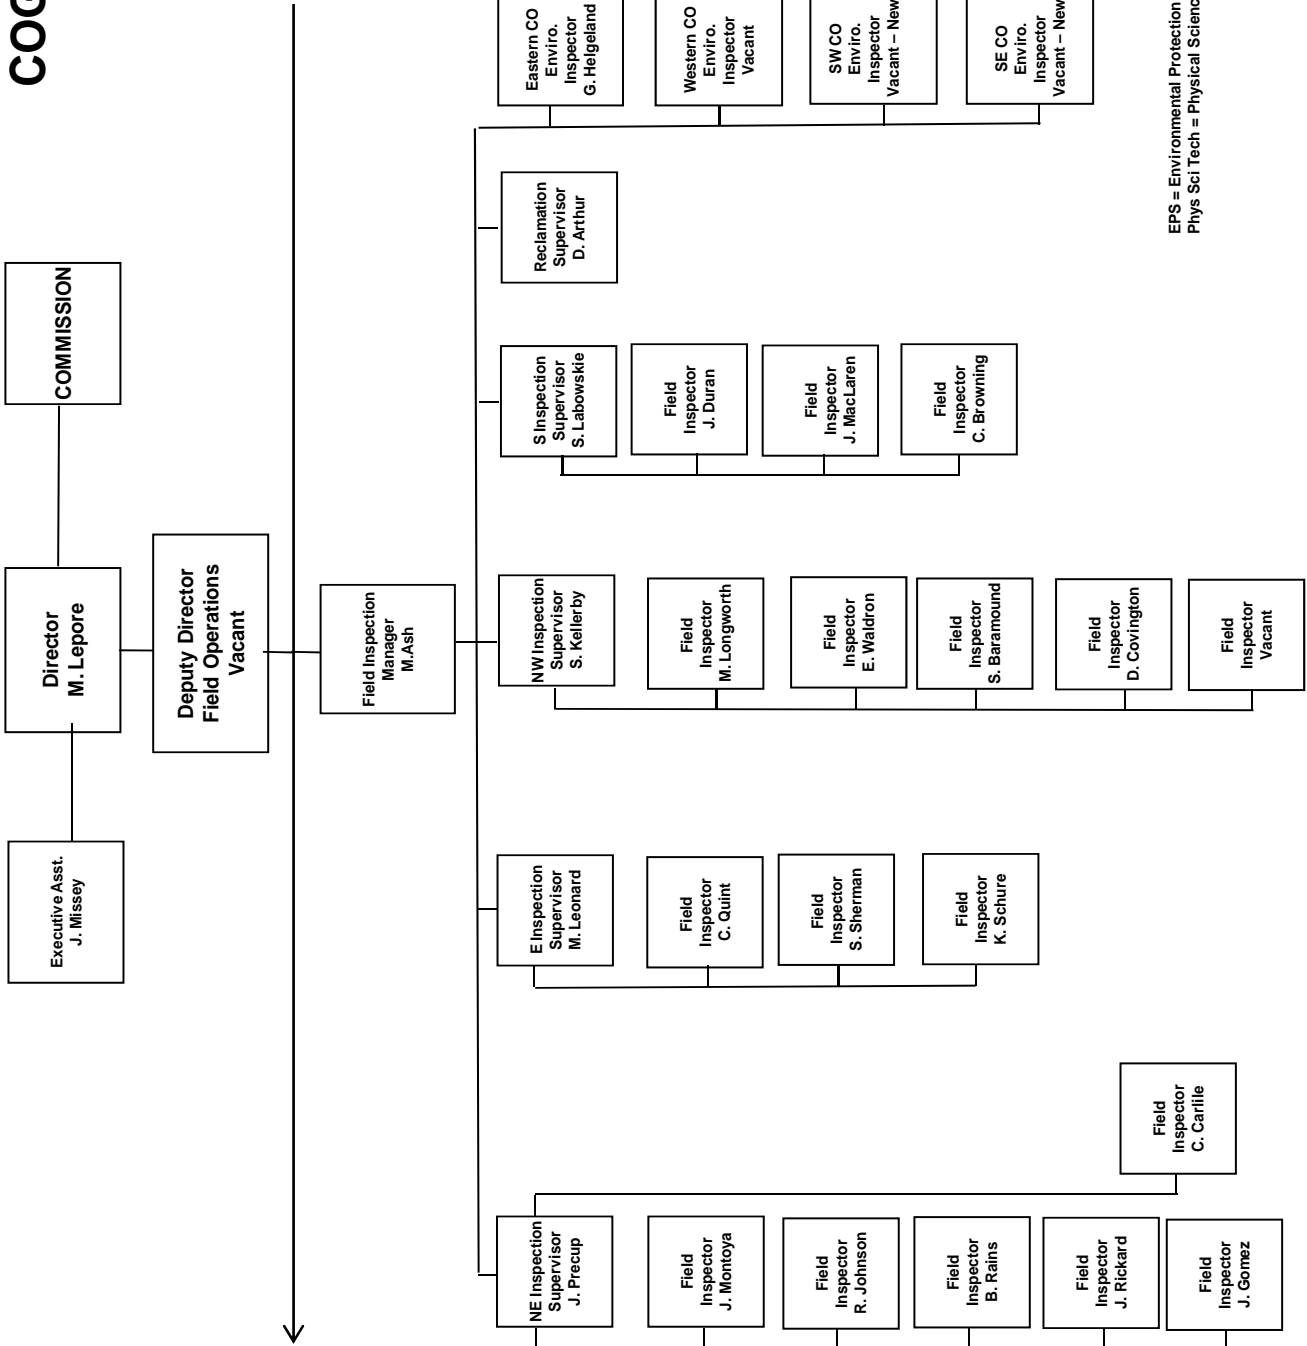 COG
COMMISSION
Director
M. Lepore
Executive Asst.
J. Missey
Deputy Director
Field Operations
Vacant
Field Inspection
Manager
M.Ash
NE Inspection
Supervisor
J. Precup
Field
Inspector
J. Montoya
Field
Inspector
R. Johnson
Field
Inspector
B. Rains
Field
Inspector
J. Rickard
Field
Inspector
J. Gomez
Field
Inspector
C. Carlile
E Inspection
Supervisor
M. Leonard
Field
Inspector
C. Quint
Field
Inspector
S. Sherman
Field
Inspector
K. Schure
NW Inspection
Supervisor
S. Kellerby
Field
Inspector
M. Longworth
Field
Inspector
E. Waldron
Field
Inspector
S. Baramound
Field
Inspector
D. Covington
Field
Inspector
Vacant
S Inspection
Supervisor
S. Labowskie
Field
Inspector
J. Duran
Field
Inspector
J. MacLaren
Field
Inspector
C. Browning
Reclamation
Supervisor
D. Arthur
Eastern CO
Enviro.
Inspector
G. Helgeland
Western CO
Enviro.
Inspector
Vacant
SW CO
Enviro.
Inspector
Vacant – New
SE CO
Enviro.
Inspector
Vacant – New
EPS = Environmental Protection
Phys Sci Tech = Physical Scienc